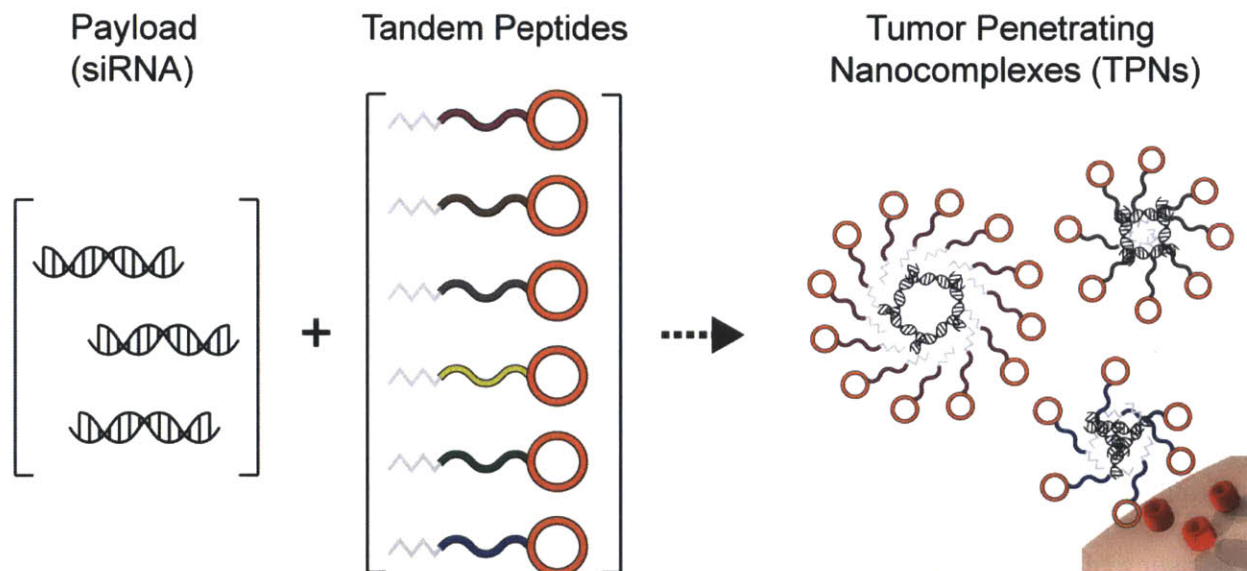 Payload
(siRNA)
Tandem Peptides
Tumor Penetrating
Nanocomplexes (TPNs)
+